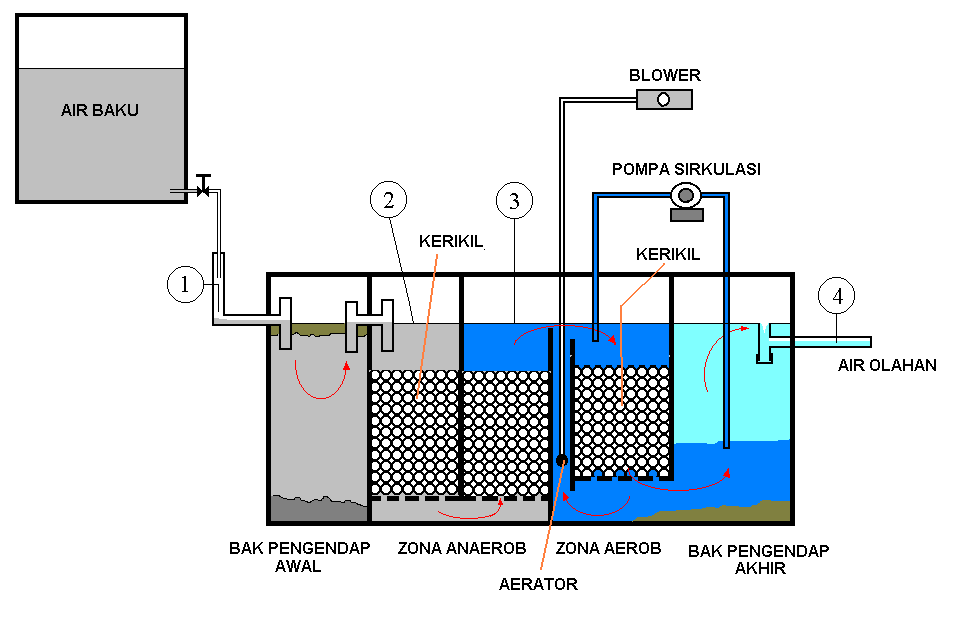 BLOWER
AIR BAKU
POMPA SIRKULASI
2
3
KERIKIL
KERIKIL
1
4
AIR OLAHAN
BAK PENGENDAP
AWAL
ZONA ANAEROB
ZONA AEROB
BAK PENGENDAP
AKHIR
AERATOR